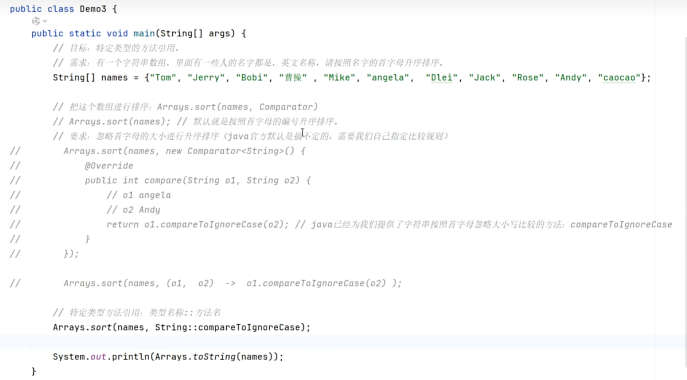 public class Demo3 {
public static void main(String[] args) {
// 目标：特定类型的方法引用。
// 需求：有一个字符串数组，里面有一些人的名字都是，英文名称，请按照名字的首字母升序排序。
String[] names = {"Tom", "Jerry", "Bobi", "曹操" , "Mike", "angela",  "Dlei", "Jack", "Rose", "Andy", "caocao"};
// 把这个数组进行排序：Arrays.sort(names, Comparator)
// Arrays.sort(names); // 默认就是按照首字母的编号升序排序。
// 要求：忽略首字母的大小进行升序排序（java官方默认是搞不定的，需要我们自己指定比较规则）
//        Arrays.sort(names, new Comparator<String>() {
//            @Override
//            public int compare(String o1, String o2) {
//                // o1 angela
//                // o2 Andy
//                return o1.compareToIgnoreCase(o2); // java已经为我们提供了字符串按照首字母忽略大小写比较的方法：compareToIgnoreCase
//            }
//        });
//        Arrays.sort(names, (o1,  o2)  ->  o1.compareToIgnoreCase(o2) );
// 特定类型方法引用：类型名称::方法名
Arrays.sort(names, String::compareToIgnoreCase);
System.out.println(Arrays.toString(names));
}